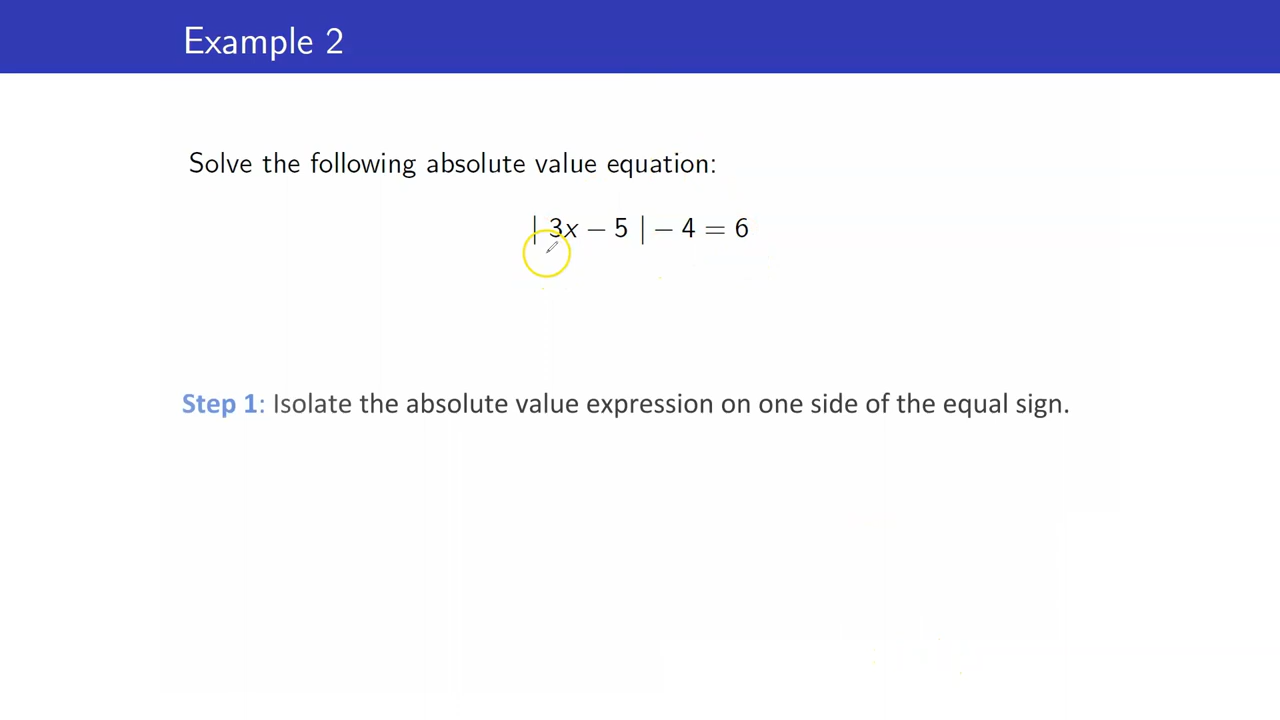 Example 2
Solve the following absolute value equation:
| 3x − 5 | − 4 = 6
Step 1: Isolate the absolute value expression on one side of the equal sign.